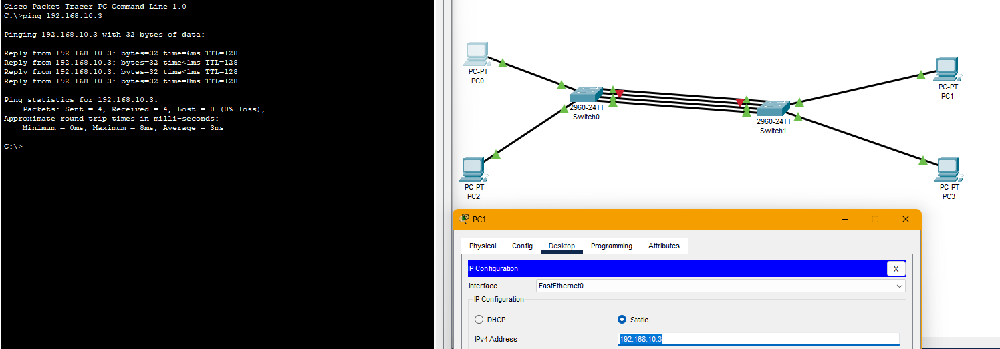 Cisco Packet Tracer PC Command Line 1.0
C:\>ping 192.168.10.3
Pinging 192.168.10.3 with 32 bytes of data:
Reply from 192.168.10.3: bytes=32 time=6ms TTL=128
Reply from 192.168.10.3: bytes=32 time<1ms TTL=128
Reply from 192.168.10.3: bytes=32 time<1ms TTL=128
Reply from 192.168.10.3: bytes=32 time=8ms TTL=128
Ping statistics for 192.168.10.3:
Packets: Sent = 4, Received = 4, Lost = 0 (0% loss),
Approximate round trip times in milli-seconds:
Minimum = 0ms, Maximum = 8ms, Average = 3ms
C:\>
PC-PT
PC0
2960-24TT
Switch0
PC-PT
PC1
2960-24TT
Switch1
PC-PT
PC2
PC-PT
PC3
PC1
Physical Config Desktop Programming Attributes
IP Configuration X
Interface FastEthernet0
IP Configuration
DHCP Static
IPv4 Address 192.168.10.3